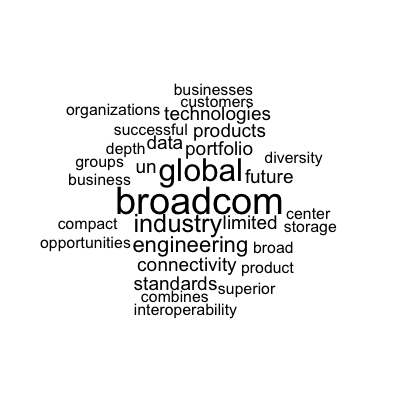 businesses
customers
organizations technologies
successful products
depth data portfolio
groups un global diversity
business future
broadcom
compact industry limited center
storage
opportunities engineering broad
connectivity product
standards superior
combines
interoperability